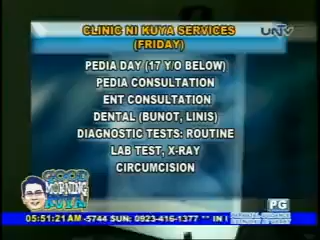 CLINIC NI KUYA SERVICES
UNTV
(FRIDAY)
PEDIA DAY (17 Y/O BELOW)
PEDIA CONSULTATION
ENT CONSULTATION
DENTAL (BUNOT, LINIS)
DIAGNOSTIC TESTS: ROUTINE
LAB TEST, X-RAY
CIRCUMCISION
GOOD
MORNING
KUYA
PG
05:51:21 AM -5744 SUN: 0923-416-1377 ** IN